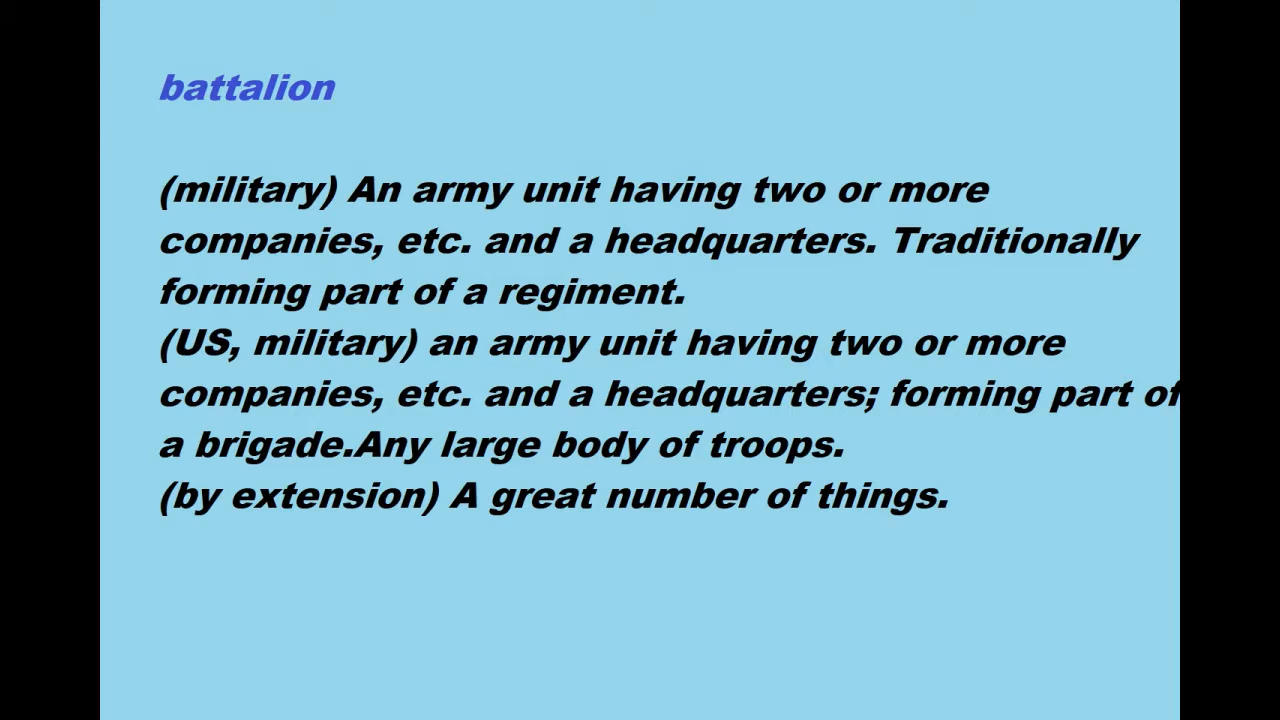 battalion
(military) An army unit having two or more
companies, etc. and a headquarters. Traditionally
forming part of a regiment.
(US, military) an army unit having two or more
companies, etc. and a headquarters; forming part of
a brigade.Any large body of troops.
(by extension) A great number of things.